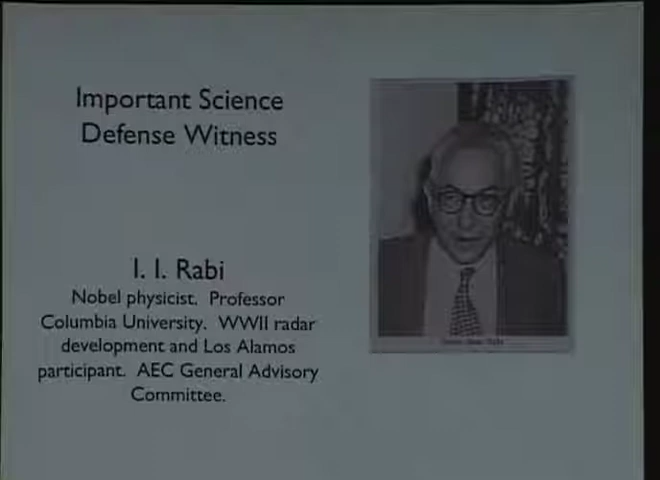 Important Science
Defense Witness
I. I. Rabi
Nobel physicist. Professor
Columbia University. WWII radar
development and Los Alamos
participant. AEC General Advisory
Committee.